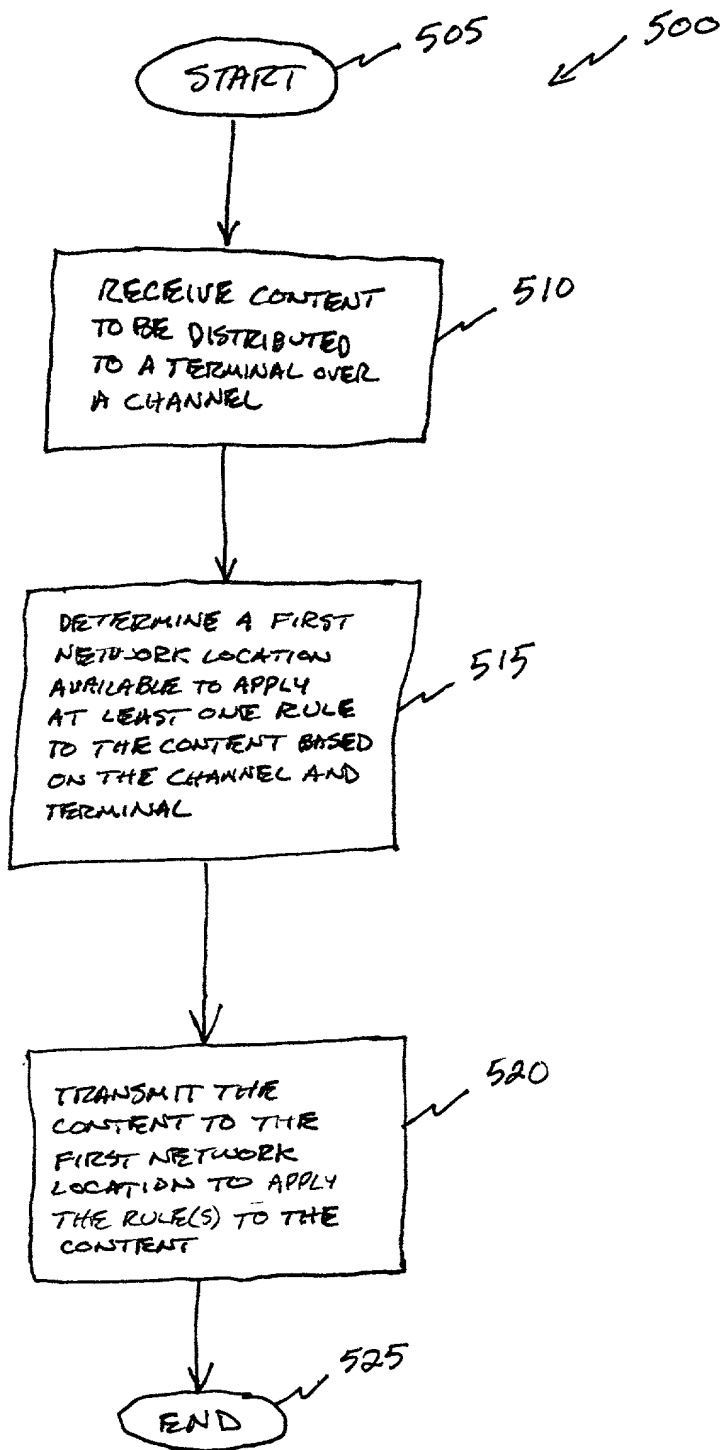 505
500
START
RECEIVE CONTENT
TO BE DISTRIBUTED
TO A TERMINAL OVER
A CHANNEL
510
DETERMINE A FIRST
NETWORK LOCATION
AVAILABLE TO APPLY
AT LEAST ONE RULE
TO THE CONTENT BASED
ON THE CHANNEL AND
TERMINAL
515
TRANSMIT THE
CONTENT TO THE
FIRST NETWORK
LOCATION TO APPLY
THE RULE(S) TO THE
CONTENT
520
525
END